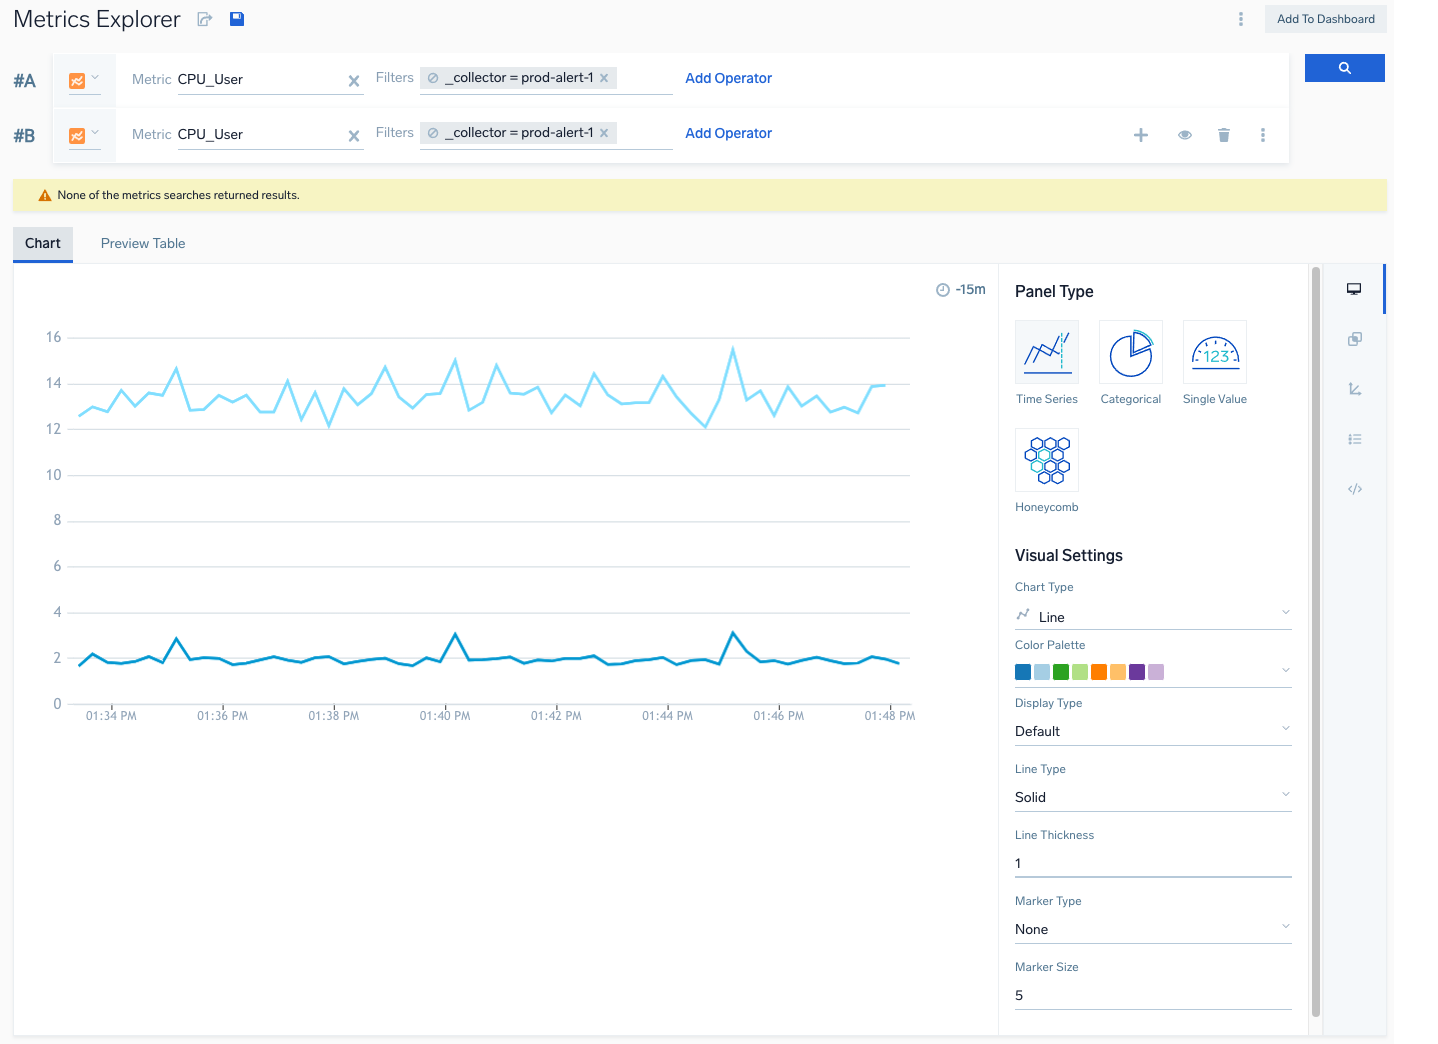 Metrics Explorer
Add To Dashboard
#A Metric CPU_User Filters _collector = prod-alert-1 Add Operator
#B Metric CPU_User Filters _collector = prod-alert-1 Add Operator
None of the metrics searches returned results.
Chart Preview Table
-15m
16
14
12
10
8
6
4
2
0
01:34 PM 01:36 PM 01:38 PM 01:40 PM 01:42 PM 01:44 PM 01:46 PM 01:48 PM
Panel Type
123
Time Series Categorical Single Value
Honeycomb
Visual Settings
Chart Type
Line
Color Palette
Display Type
Default
Line Type
Solid
Line Thickness
1
Marker Type
None
Marker Size
5